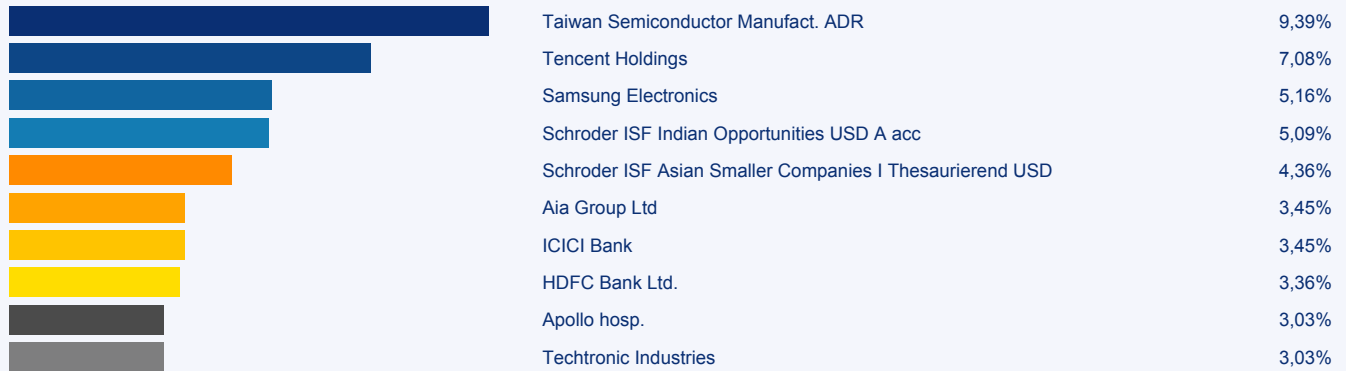 Taiwan Semiconductor Manufact. ADR 9,39%
Tencent Holdings 7,08%
Samsung Electronics 5,16%
Schroder ISF Indian Opportunities USD A acc 5,09%
Schroder ISF Asian Smaller Companies I Thesaurierend USD 4,36%
Aia Group Ltd 3,45%
ICICI Bank 3,45%
HDFC Bank Ltd. 3,36%
Apollo hosp. 3,03%
Techtronic Industries 3,03%